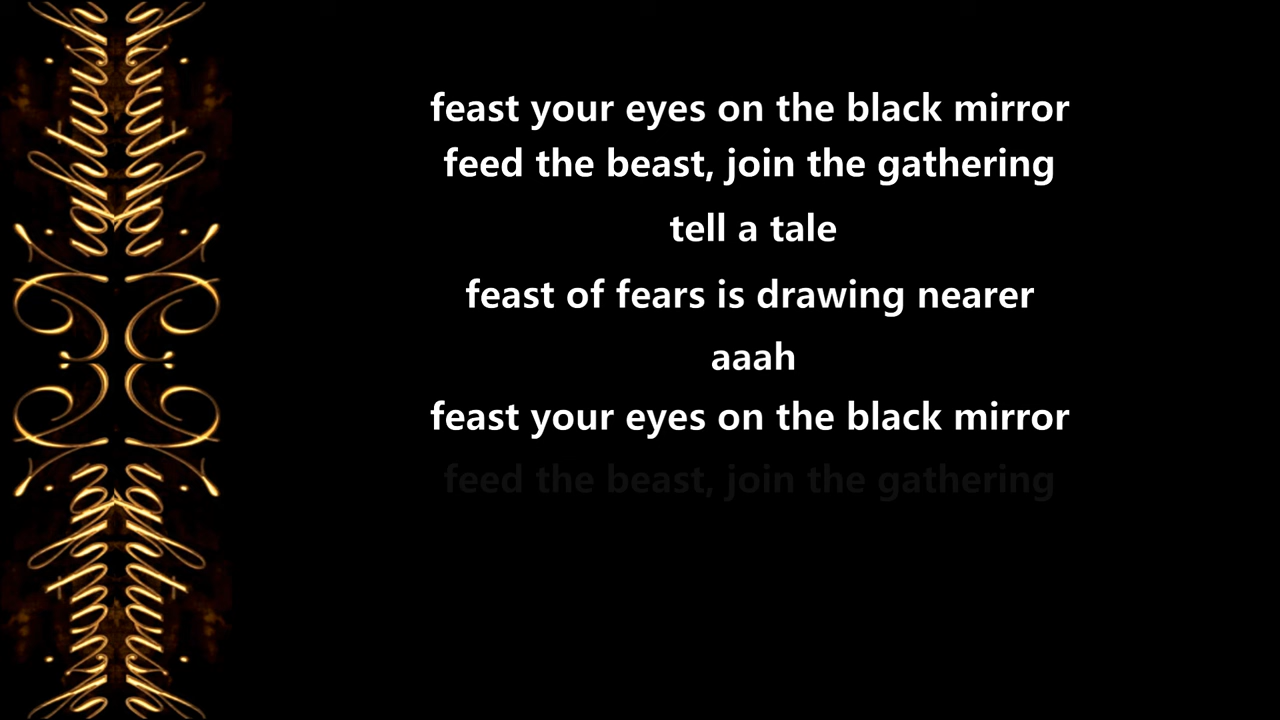 feast your eyes on the black mirror
feed the beast, join the gathering
tell a tale
feast of fears is drawing nearer
aaah
feast your eyes on the black mirror
feed the beast, join the gathering